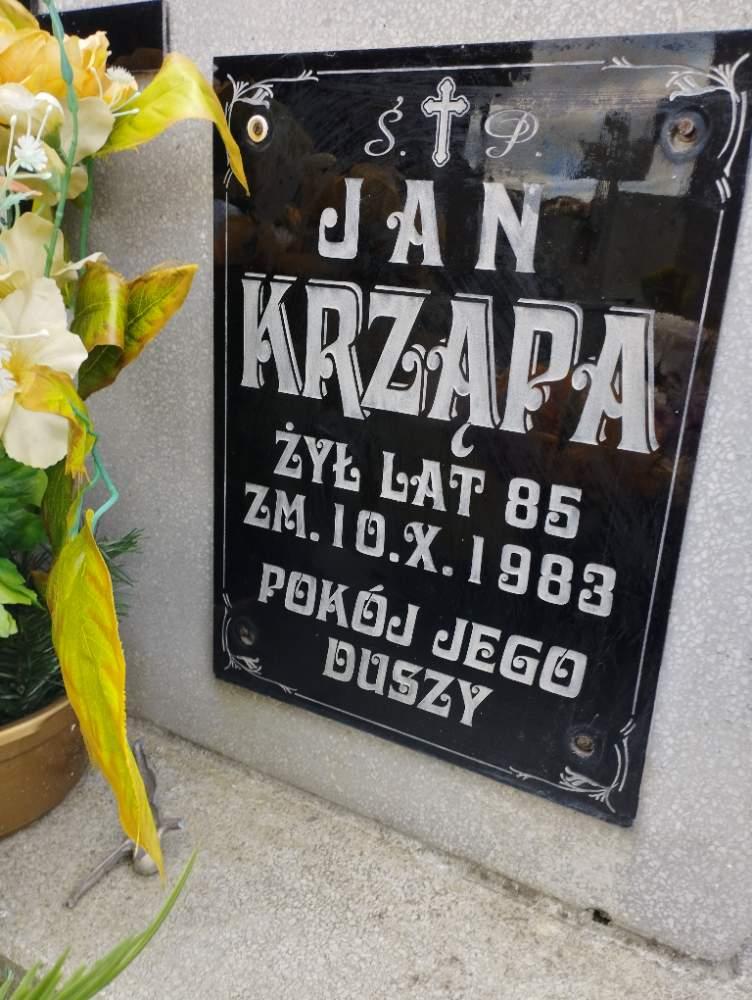 Ś. P.
JAN
KRZĄPA
ŻYŁ LAT 85
ZM. 10. X. 1983
POKÓJ JEGO
DUSZY